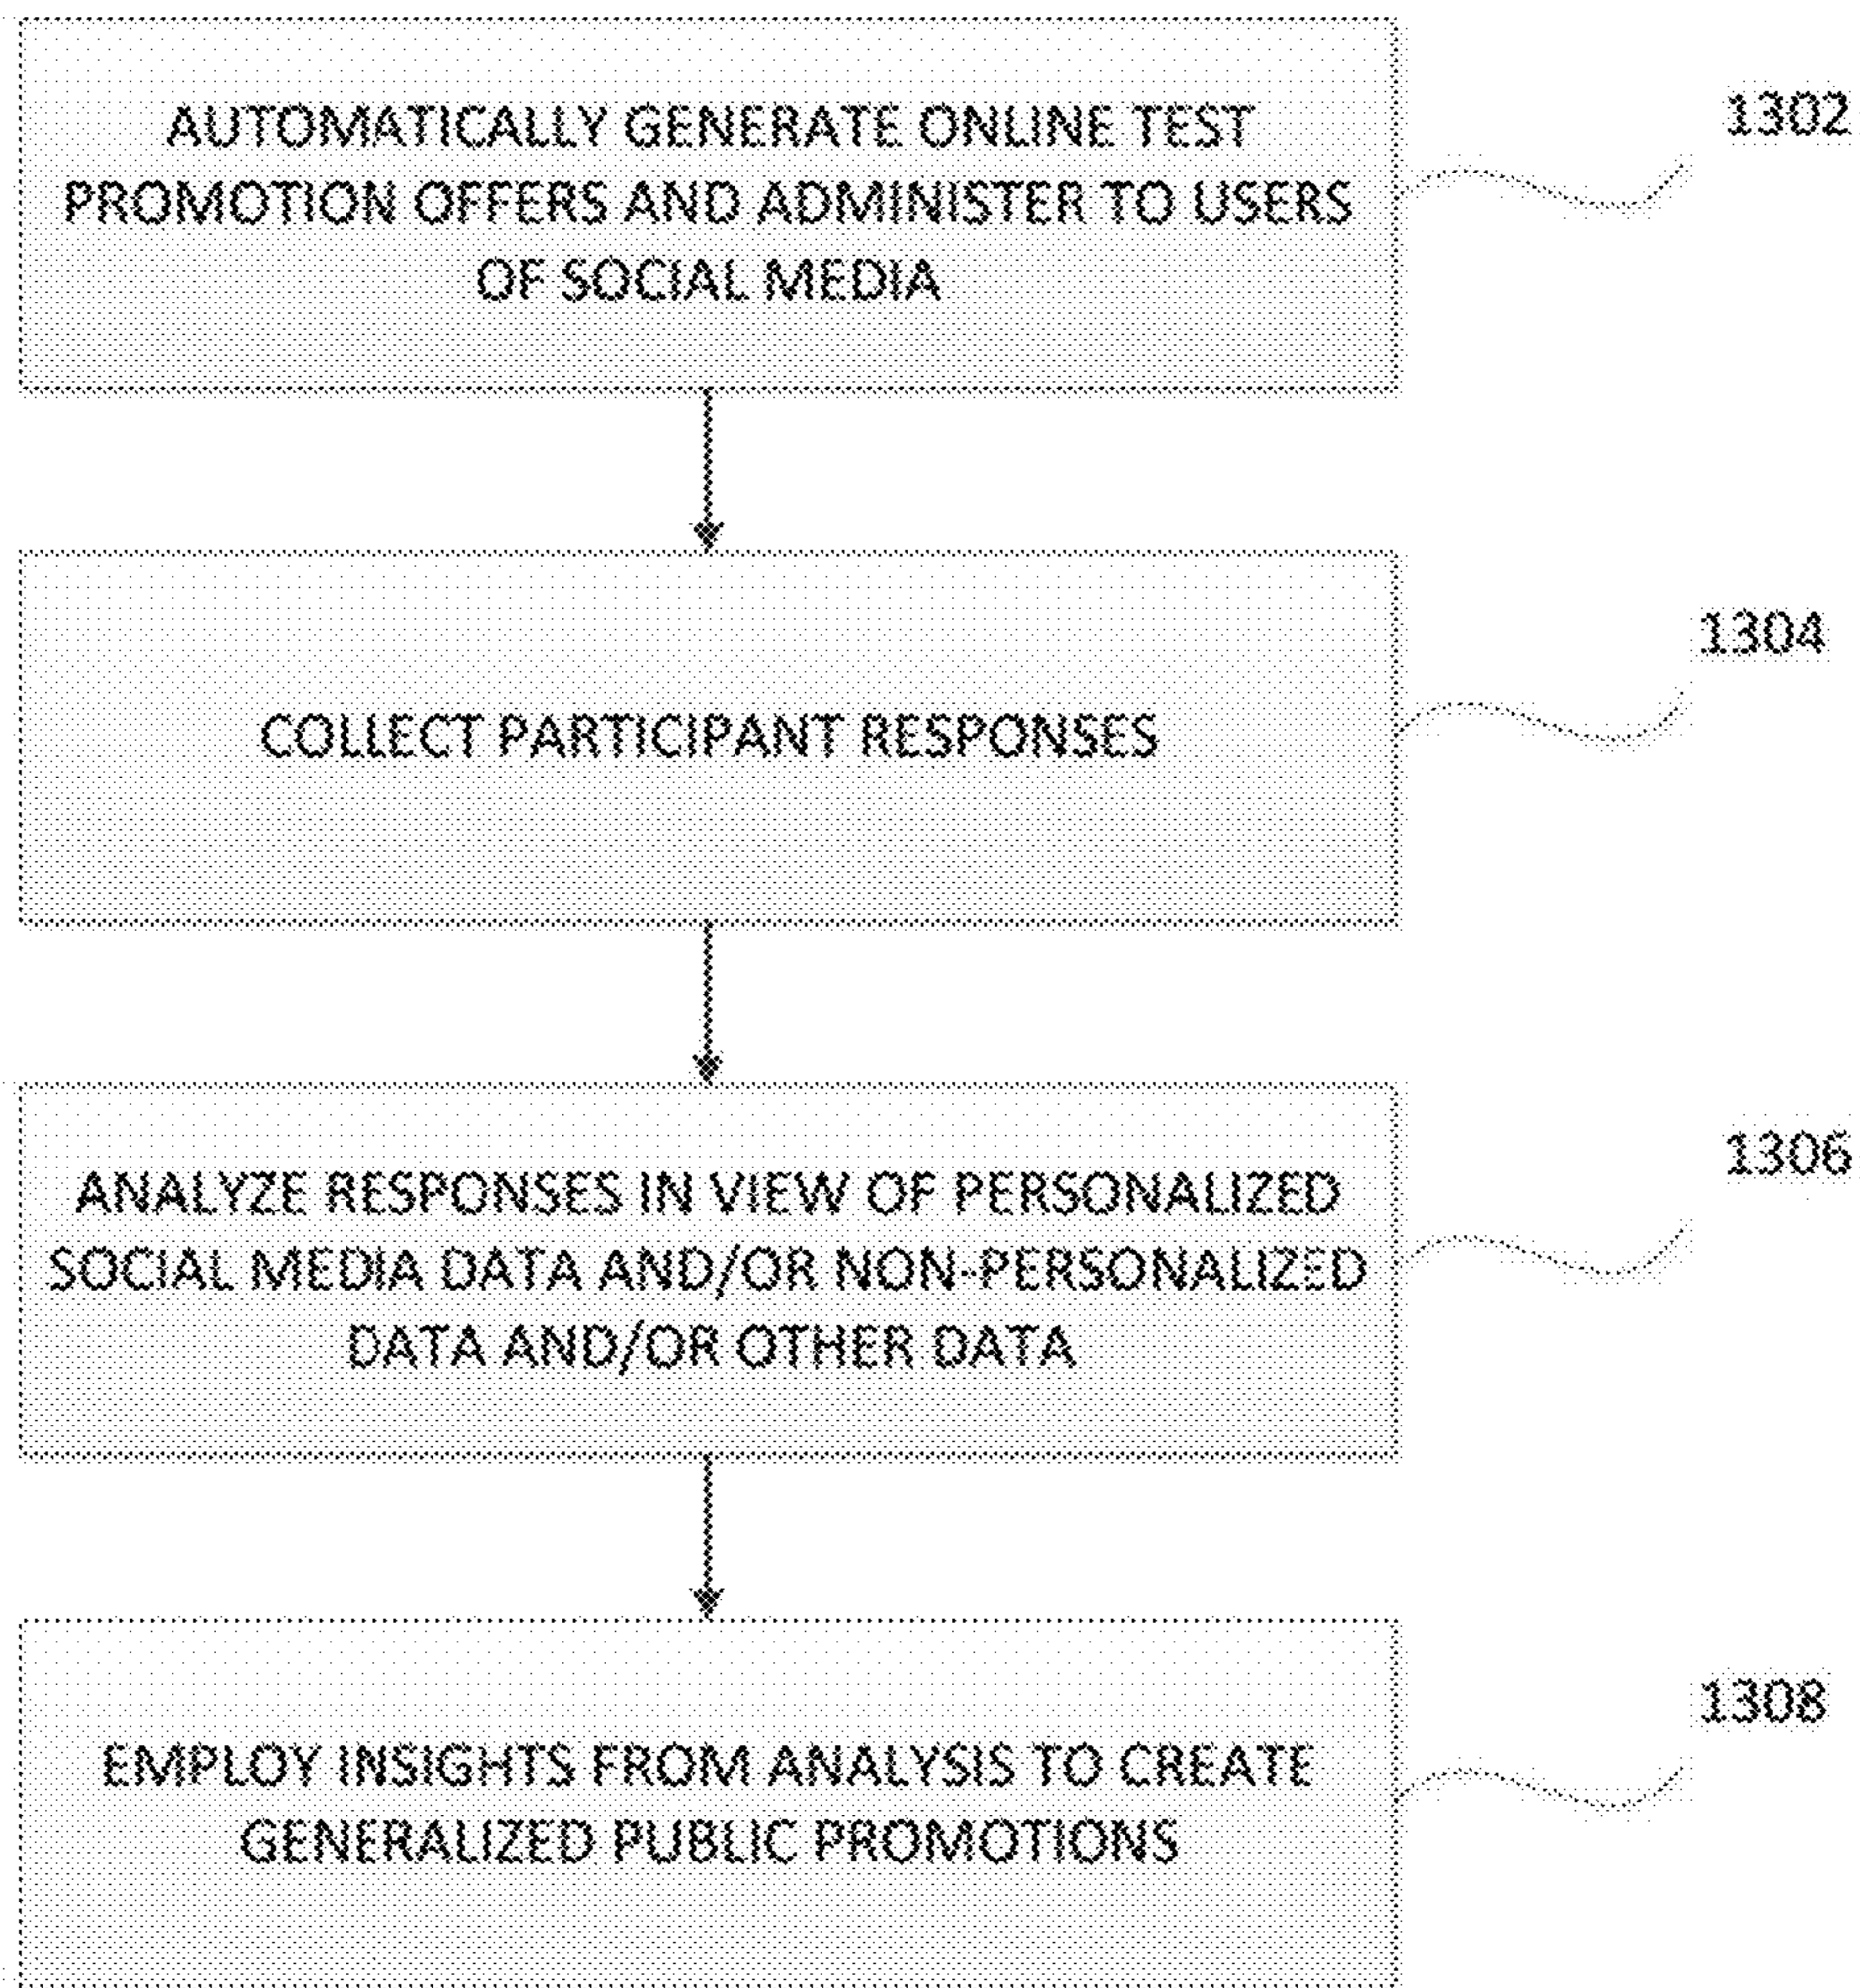 AUTOMATICALLY GENERATE ONLINE TEST
PROMOTION OFFERS AND ADMINISTER TO USERS
OF SOCIAL MEDIA
1302
COLLECT PARTICIPANT RESPONSES
1304
ANALYZE RESPONSES IN VIEW OF PERSONALIZED
SOCIAL MEDIA DATA AND/OR NON-PERSONALIZED
DATA AND/OR OTHER DATA
1306
EMPLOY INSIGHTS FROM ANALYSIS TO CREATE
GENERALIZED PUBLIC PROMOTIONS
1308